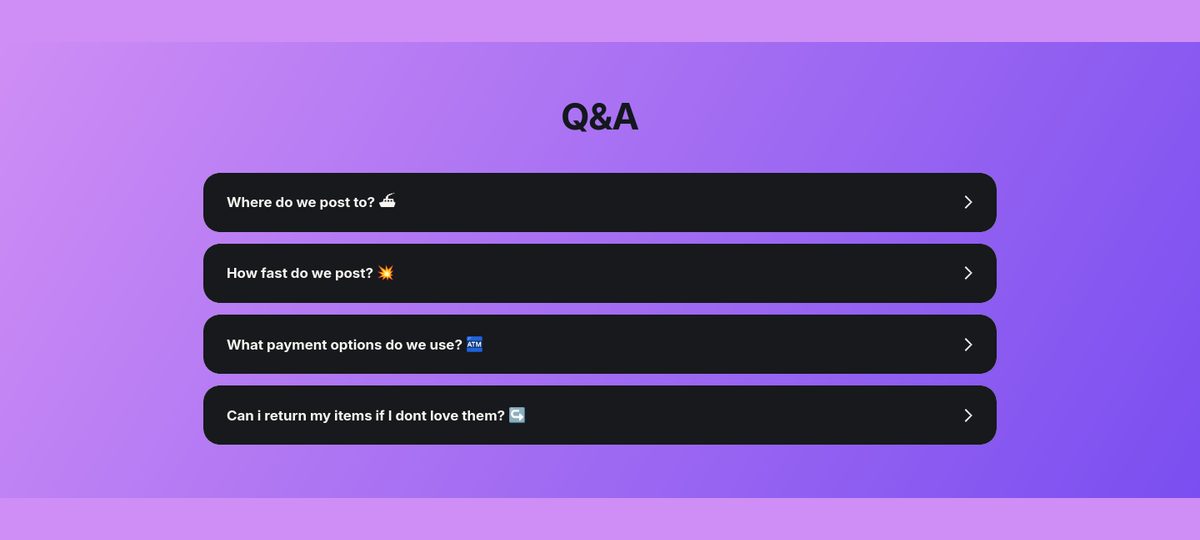 Q&A
Where do we post to? ⛴
How fast do we post? 💥
What payment options do we use? 🏧
Can i return my items if I dont love them? ↪️